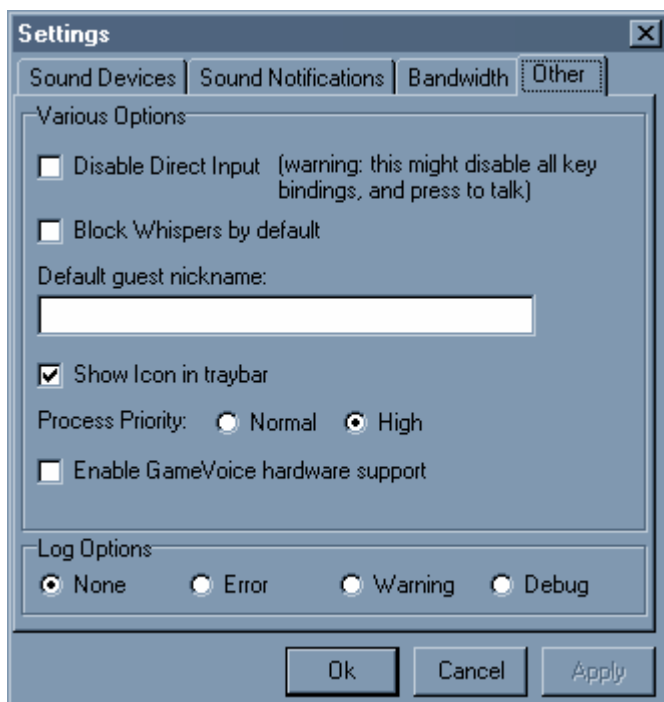 Settings
Sound Devices Sound Notifications Bandwidth Other
Various Options
Disable Direct Input (warning: this might disable all key
bindings, and press to talk)
Block Whispers by default
Default guest nickname:
Show Icon in traybar
Process Priority: Normal High
Enable GameVoice hardware support
Log Options
None Error Warning Debug
Ok Cancel Apply